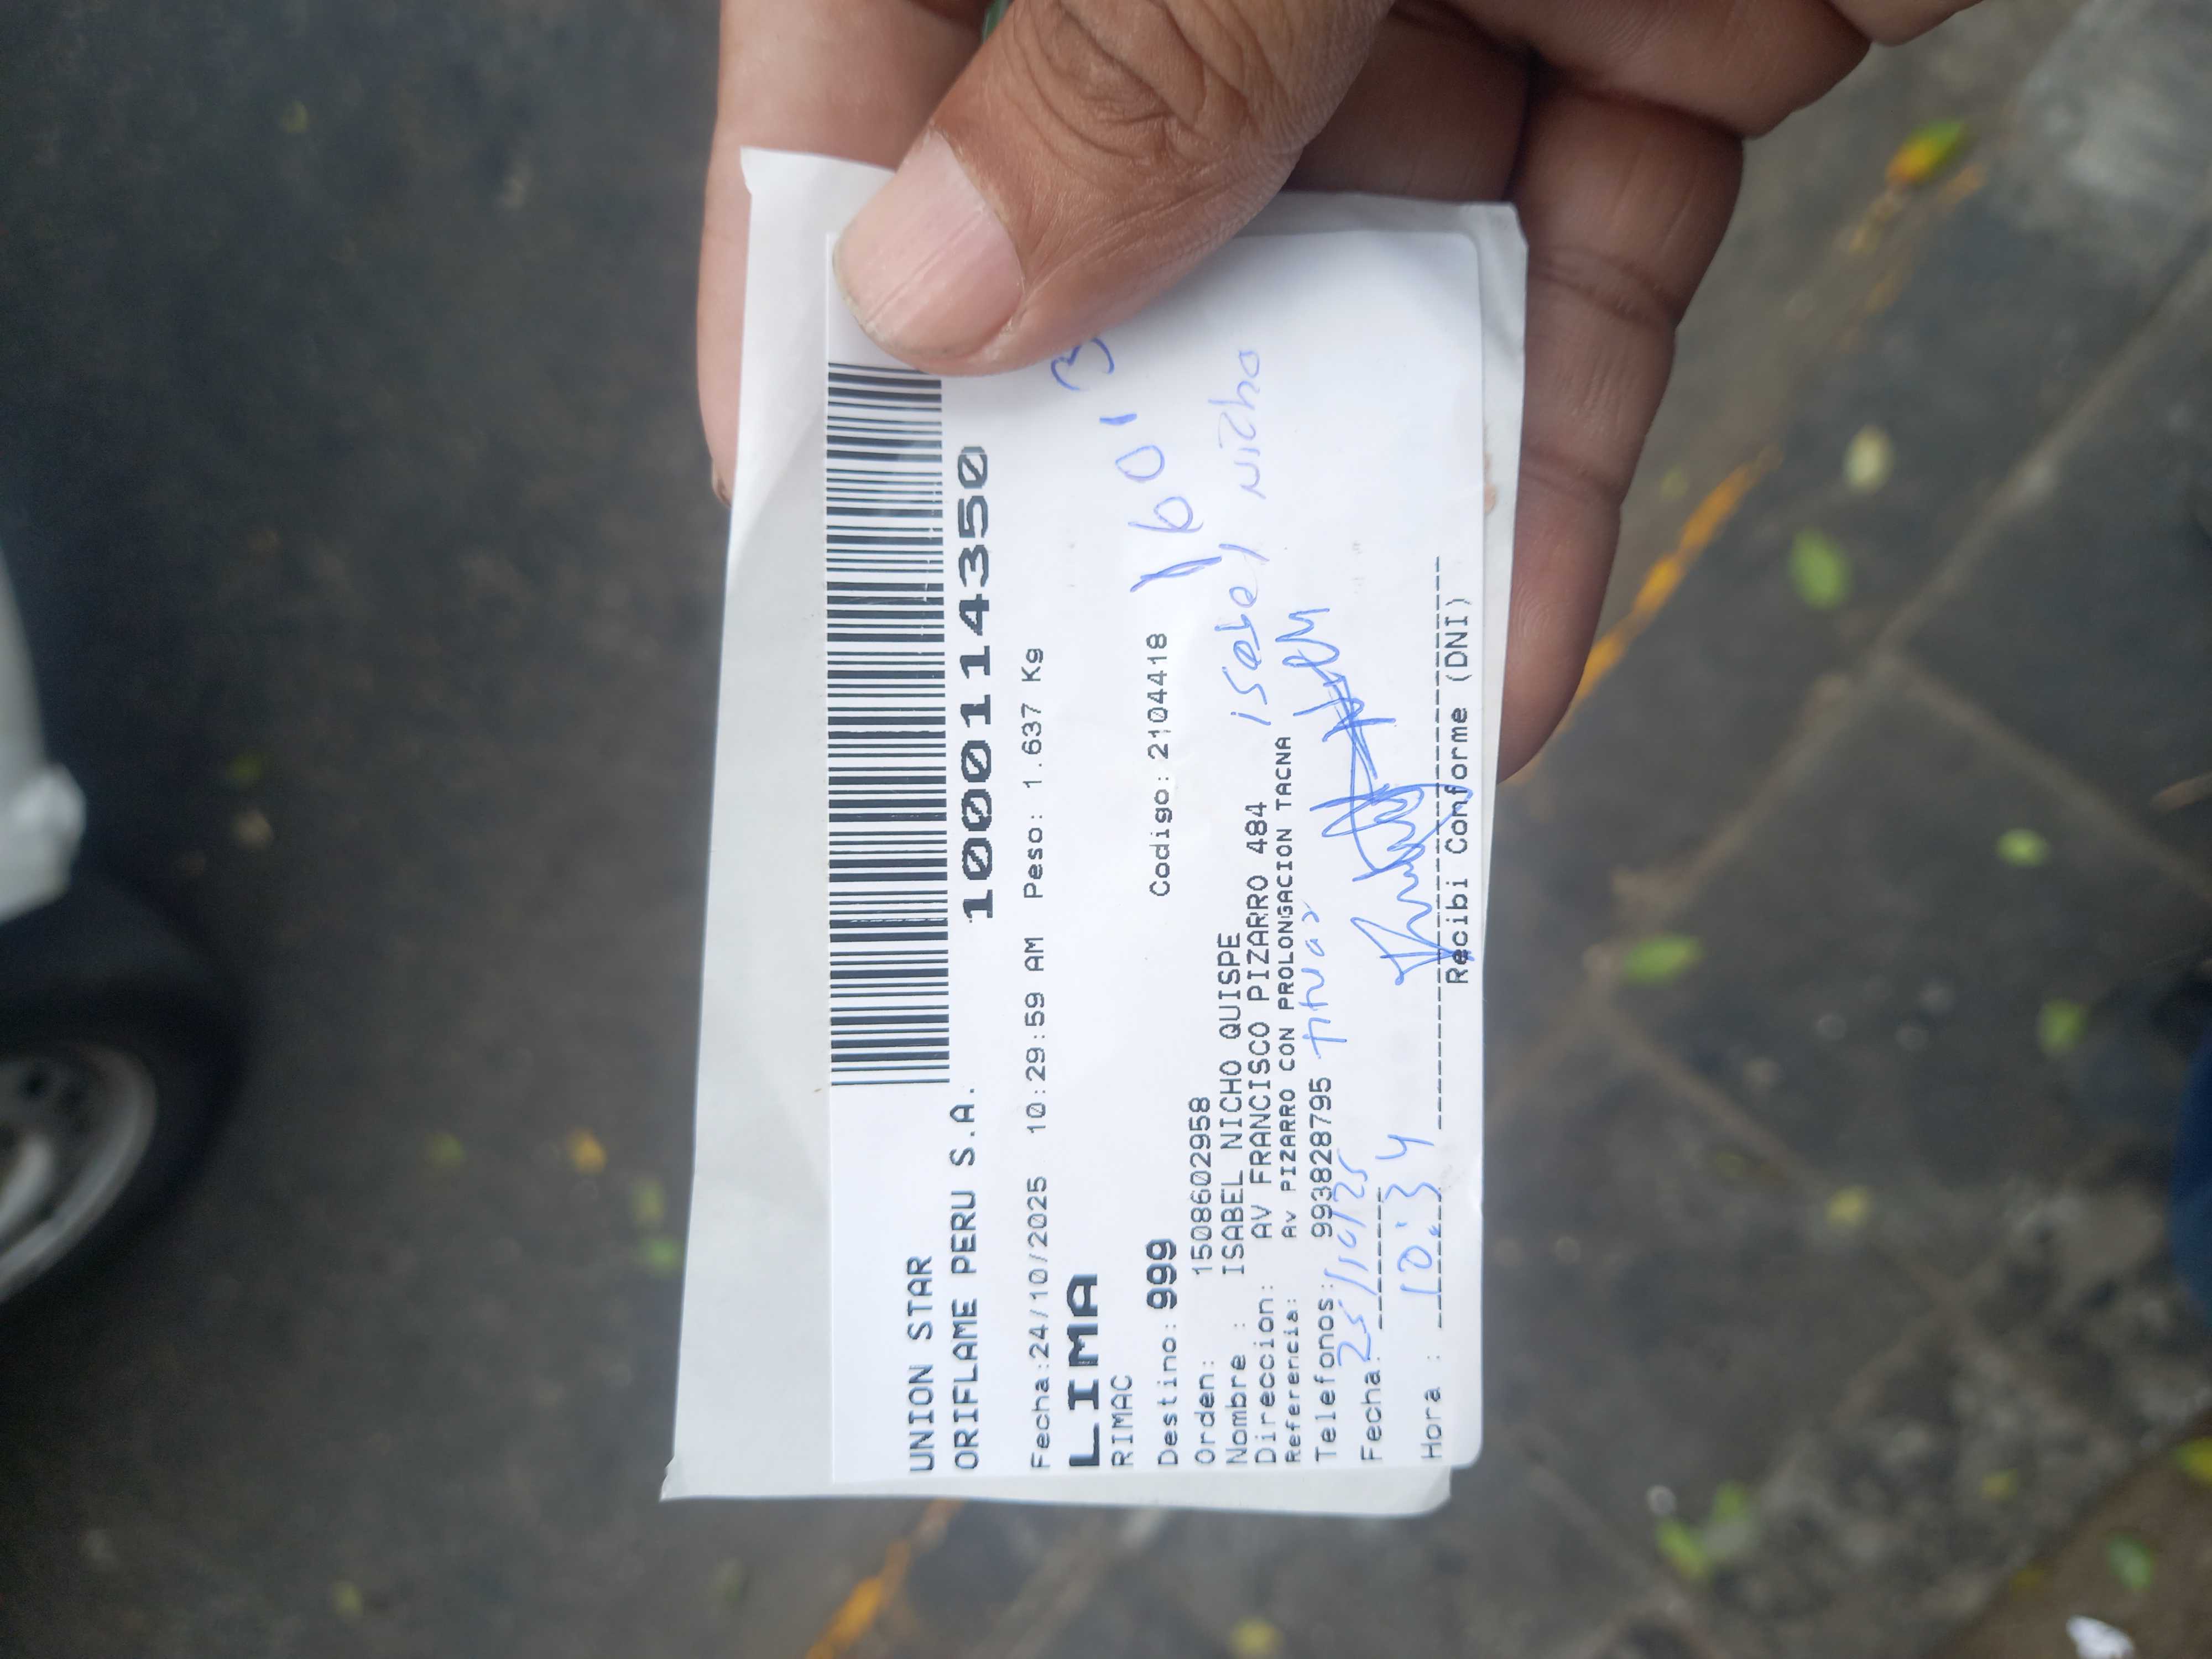 UNION STAR
ORIFLAME PERU S.A.
10001114350
Fecha:24/10/2025 10:29:59 AM Peso: 1.637 Kg
LIMA
RIMAC
Destino: 999 Codigo: 2104418
Orden: 1508602958
Nombre : ISABEL NICHO QUISPE
Direccion: AV FRANCISCO PIZARRO 484
Referencia: Av PIZARRO CON PROLONGACION TACNA
Telefonos: 993828795
isabel Nicho
Fecha: 25/10/25
Hora : 10:34
Recibi Conforme (DNI)